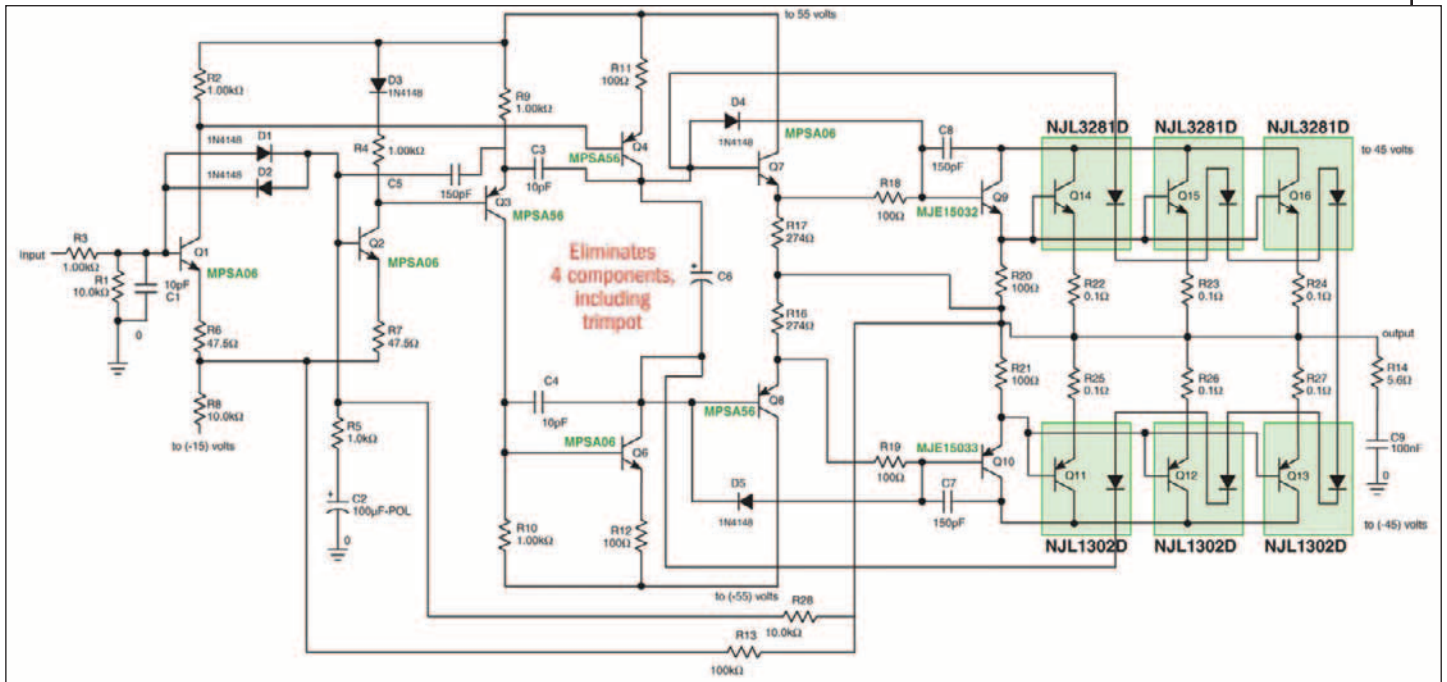 to 55 volts
R2
1.00kΩ
D3
1N4148
R11
100Ω
R9
1.00kΩ
D4
1N4148
MPSA06
NJL3281D
NJL3281D
NJL3281D
to 45 volts
1N4148
D1
1N4148
D2
R4
1.00kΩ
C5
150pF
MPSA56
Q4
C3
10pF
Q7
C8
150pF
Q14
Q15
Q16
R18
100Ω
Q9
MJE15032
Q3
MPSA56
Input
R3
1.00kΩ
R1
10.0kΩ
10pF
C1
0
Q1
MPSA06
Q2
MPSA06
Eliminates
4 components,
including
trimpot
C6
R17
274Ω
R20
100Ω
R22
0.1Ω
R23
0.1Ω
R24
0.1Ω
R6
47.5Ω
R7
47.5Ω
R16
274Ω
output
R14
5.6Ω
R21
100Ω
R25
0.1Ω
R26
0.1Ω
R27
0.1Ω
R8
10.0kΩ
to (-15) volts
R5
1.0kΩ
C4
10pF
MPSA06
Q6
MPSA56
Q8
MJE15033
R19
100Ω
Q10
Q11
Q12
Q13
C9
100nF
0
C2
100µF-POL
0
D5
1N4148
C7
150pF
R10
1.00kΩ
R12
100Ω
to (-45) volts
NJL1302D
NJL1302D
NJL1302D
to (-55) volts
R28
10.0kΩ
R13
100kΩ